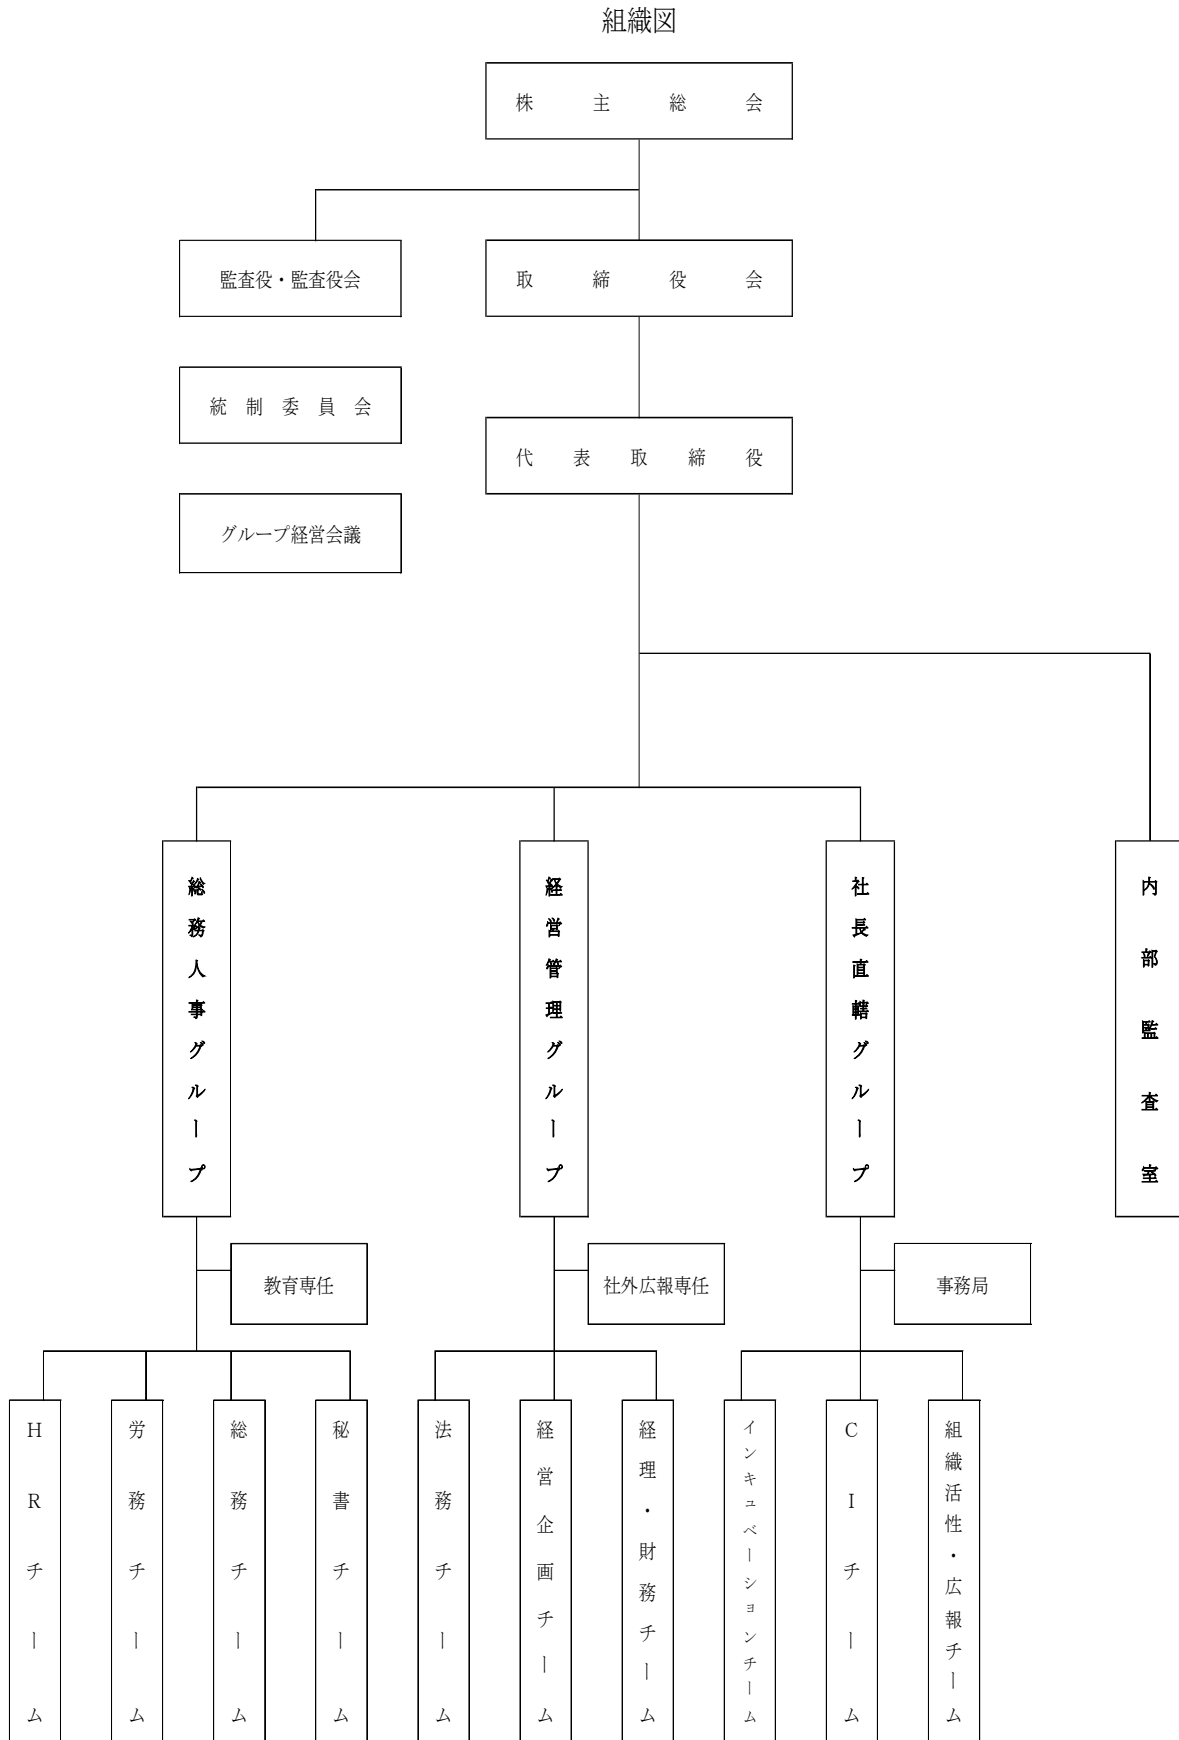 組織図
株主総会
監査役・監査役会
取締役会
統制委員会
代表取締役
グループ経営会議
総務人事グループ
経営管理グループ
社長直轄グループ
内部監査室
教育専任
社外広報専任
事務局
HRチーム
労務チーム
総務チーム
秘書チーム
法務チーム
経営企画チーム
経理・財務チーム
インキュベーションチーム
CIチーム
組織活性・広報チーム